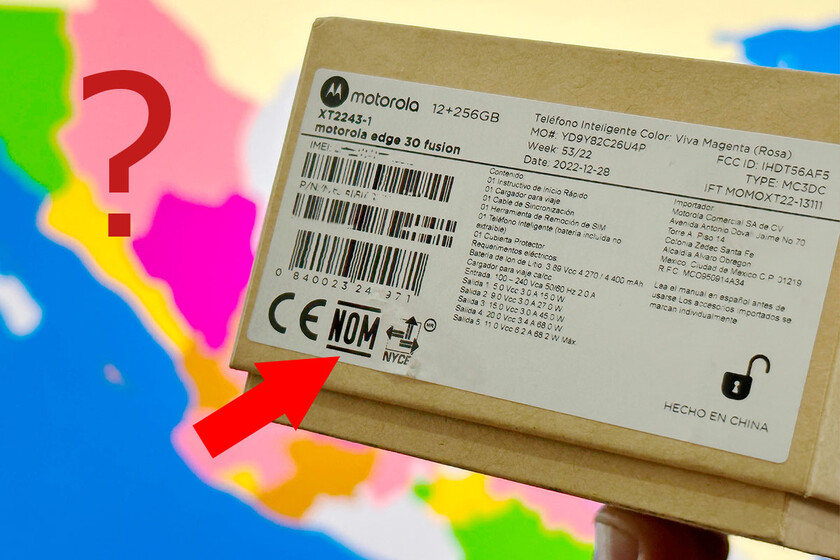 ?
motorola 12+256GB
XT2243-1
motorola edge 30 fusion
IMEI:
P/N:
0 840023 24 971
CE NOM NYCE
Teléfono Inteligente Color: Viva Magenta (Rosa)
MO#: YD9Y82C26U4P
FCC ID: IHDT56AF5
Week: 53/22
TYPE: MC3DC
Date: 2022-12-28
IFT MOMOXT22-13111
Contenido:
01 Instructivo de Inicio Rápido
01 Cargador para viaje
01 Cable de Sincronización
01 Herramienta de Remoción de SIM
01 Teléfono Inteligente (batería incluida no
extraíble)
01 Cubierta Protector
Requerimientos eléctricos:
Batería de Ion de Litio 3.89 Vcc 4 270 / 4 400 mAh
Cargador para viaje ca/cc
Entrada 100 - 240 Vca 50/60 Hz 2.0 A
Salida 1: 5.0 Vcc 3.0 A 15.0 W
Salida 2: 9.0 Vcc 3.0 A 27.0 W
Salida 3: 15.0 Vcc 3.0 A 45.0 W
Salida 4: 20.0 Vcc 3.4 A 68.0 W
Salida 5: 11.0 Vcc 6.2 A 68.2 W Máx.
Importador:
Motorola Comercial SA de CV
Avenida Antonio Dovalí Jaime No 70
Torre A, Piso 14
Colonia Zedec Santa Fe
Alcaldía Alvaro Obregon
Mexico, Ciudad de Mexico C.P. 01219
R.F.C. MCO950914A34
Lea el manual en español antes de
usarse. Los accesorios importados se
marcan individualmente
HECHO EN CHINA